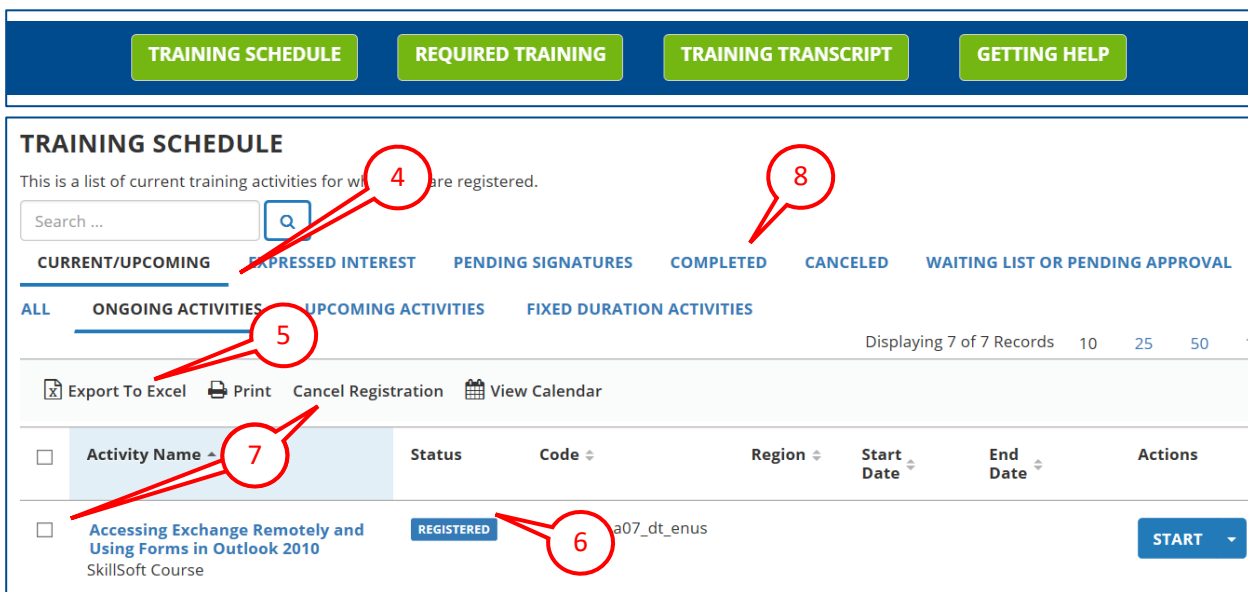 TRAINING SCHEDULE REQUIRED TRAINING TRAINING TRANSCRIPT GETTING HELP
TRAINING SCHEDULE
This is a list of current training activities for wh are registered.
4
8
Search ...
CURRENT/UPCOMING EXPRESSED INTEREST PENDING SIGNATURES COMPLETED CANCELED WAITING LIST OR PENDING APPROVAL
ALL ONGOING ACTIVITIES UPCOMING ACTIVITIES FIXED DURATION ACTIVITIES
5
Displaying 7 of 7 Records 10 25 50
Export To Excel Print Cancel Registration View Calendar
7
Activity Name Status Code Region Start Date End Date Actions
Accessing Exchange Remotely and REGISTERED a07_dt_enus START
6
Using Forms in Outlook 2010
SkillSoft Course